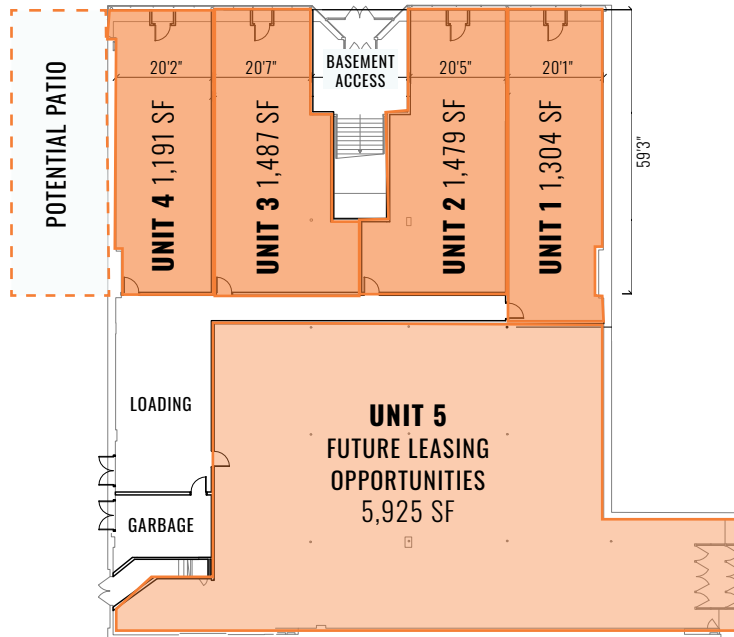 POTENTIAL PATIO
20'2"
20'7"
BASEMENT
ACCESS
20'5"
20'1"
UNIT 4 1,191 SF
UNIT 3 1,487 SF
UNIT 2 1,479 SF
UNIT 1 1,304 SF
59'3"
LOADING
GARBAGE
UNIT 5
FUTURE LEASING
OPPORTUNITIES
5,925 SF